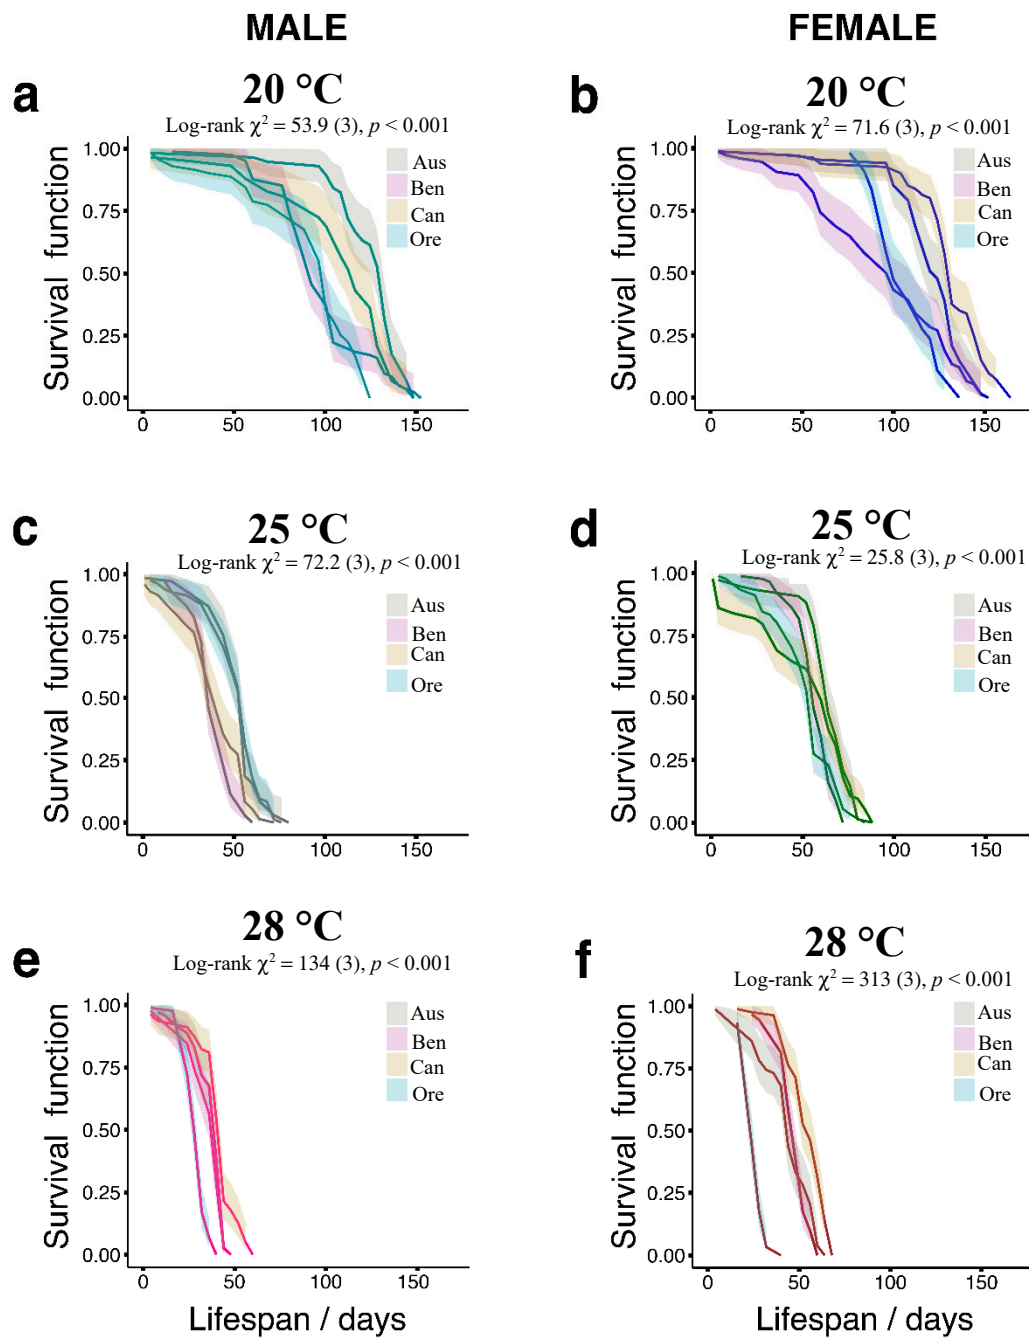 MALE
FEMALE
a
20 °C
Log-rank χ² = 53.9 (3), p < 0.001
Survival function
1.00
0.75
0.50
0.25
0.00
0
50
100
150
Aus
Ben
Can
Ore
b
20 °C
Log-rank χ² = 71.6 (3), p < 0.001
Survival function
1.00
0.75
0.50
0.25
0.00
0
50
100
150
Aus
Ben
Can
Ore
c
25 °C
Log-rank χ² = 72.2 (3), p < 0.001
Survival function
1.00
0.75
0.50
0.25
0.00
0
50
100
150
Aus
Ben
Can
Ore
d
25 °C
Log-rank χ² = 25.8 (3), p < 0.001
Survival function
1.00
0.75
0.50
0.25
0.00
0
50
100
150
Aus
Ben
Can
Ore
e
28 °C
Log-rank χ² = 134 (3), p < 0.001
Survival function
1.00
0.75
0.50
0.25
0.00
0
50
100
150
Lifespan / days
Aus
Ben
Can
Ore
f
28 °C
Log-rank χ² = 313 (3), p < 0.001
Survival function
1.00
0.75
0.50
0.25
0.00
0
50
100
150
Lifespan / days
Aus
Ben
Can
Ore